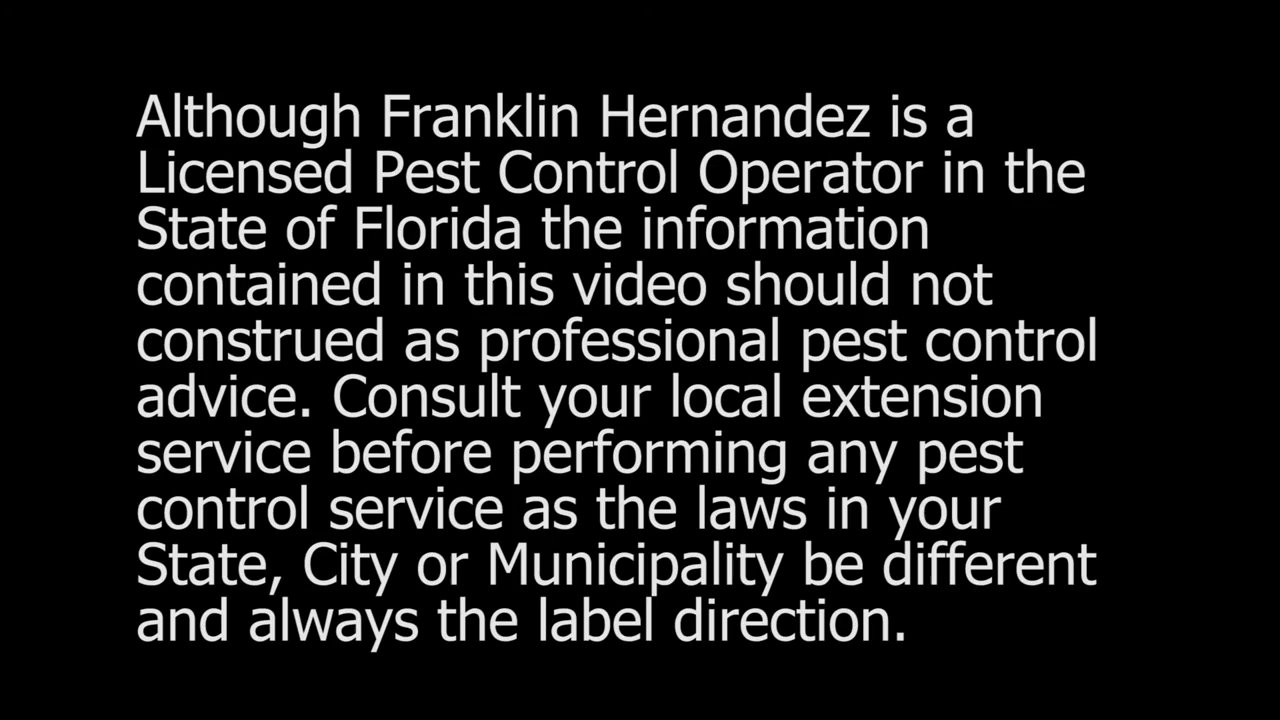 Although Franklin Hernandez is a
Licensed Pest Control Operator in the
State of Florida the information
contained in this video should not
construed as professional pest control
advice. Consult your local extension
service before performing any pest
control service as the laws in your
State, City or Municipality be different
and always the label direction.